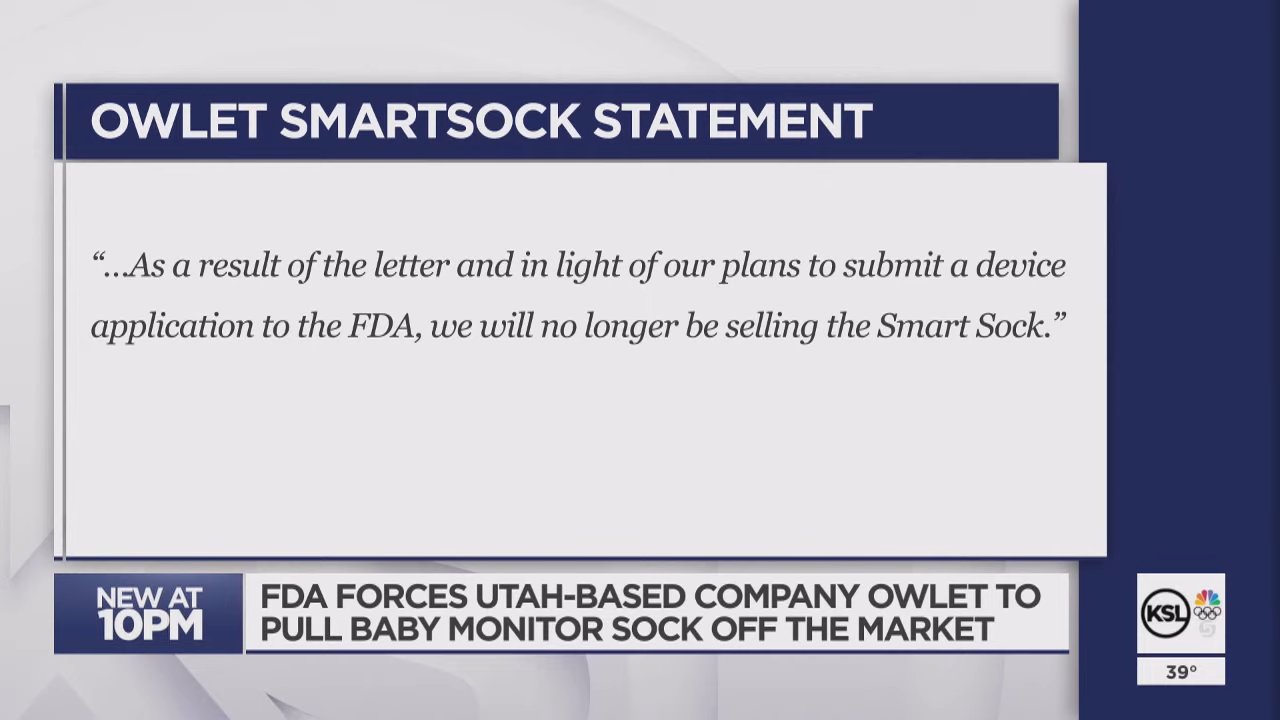 OWLET SMARTSOCK STATEMENT
“...As a result of the letter and in light of our plans to submit a device
application to the FDA, we will no longer be selling the Smart Sock.”
NEW AT
10PM
FDA FORCES UTAH-BASED COMPANY OWLET TO
PULL BABY MONITOR SOCK OFF THE MARKET
KSL
39°